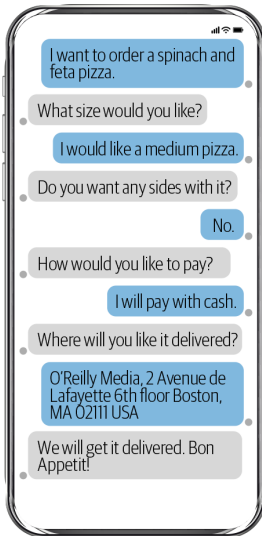 I want to order a spinach and
feta pizza.
What size would you like?
I would like a medium pizza.
Do you want any sides with it?
No.
How would you like to pay?
I will pay with cash.
Where will you like it delivered?
O‘Reilly Media, 2 Avenue de
Lafayette 6th floor Boston,
MA 02111 USA
We will get it delivered. Bon
Appetit!